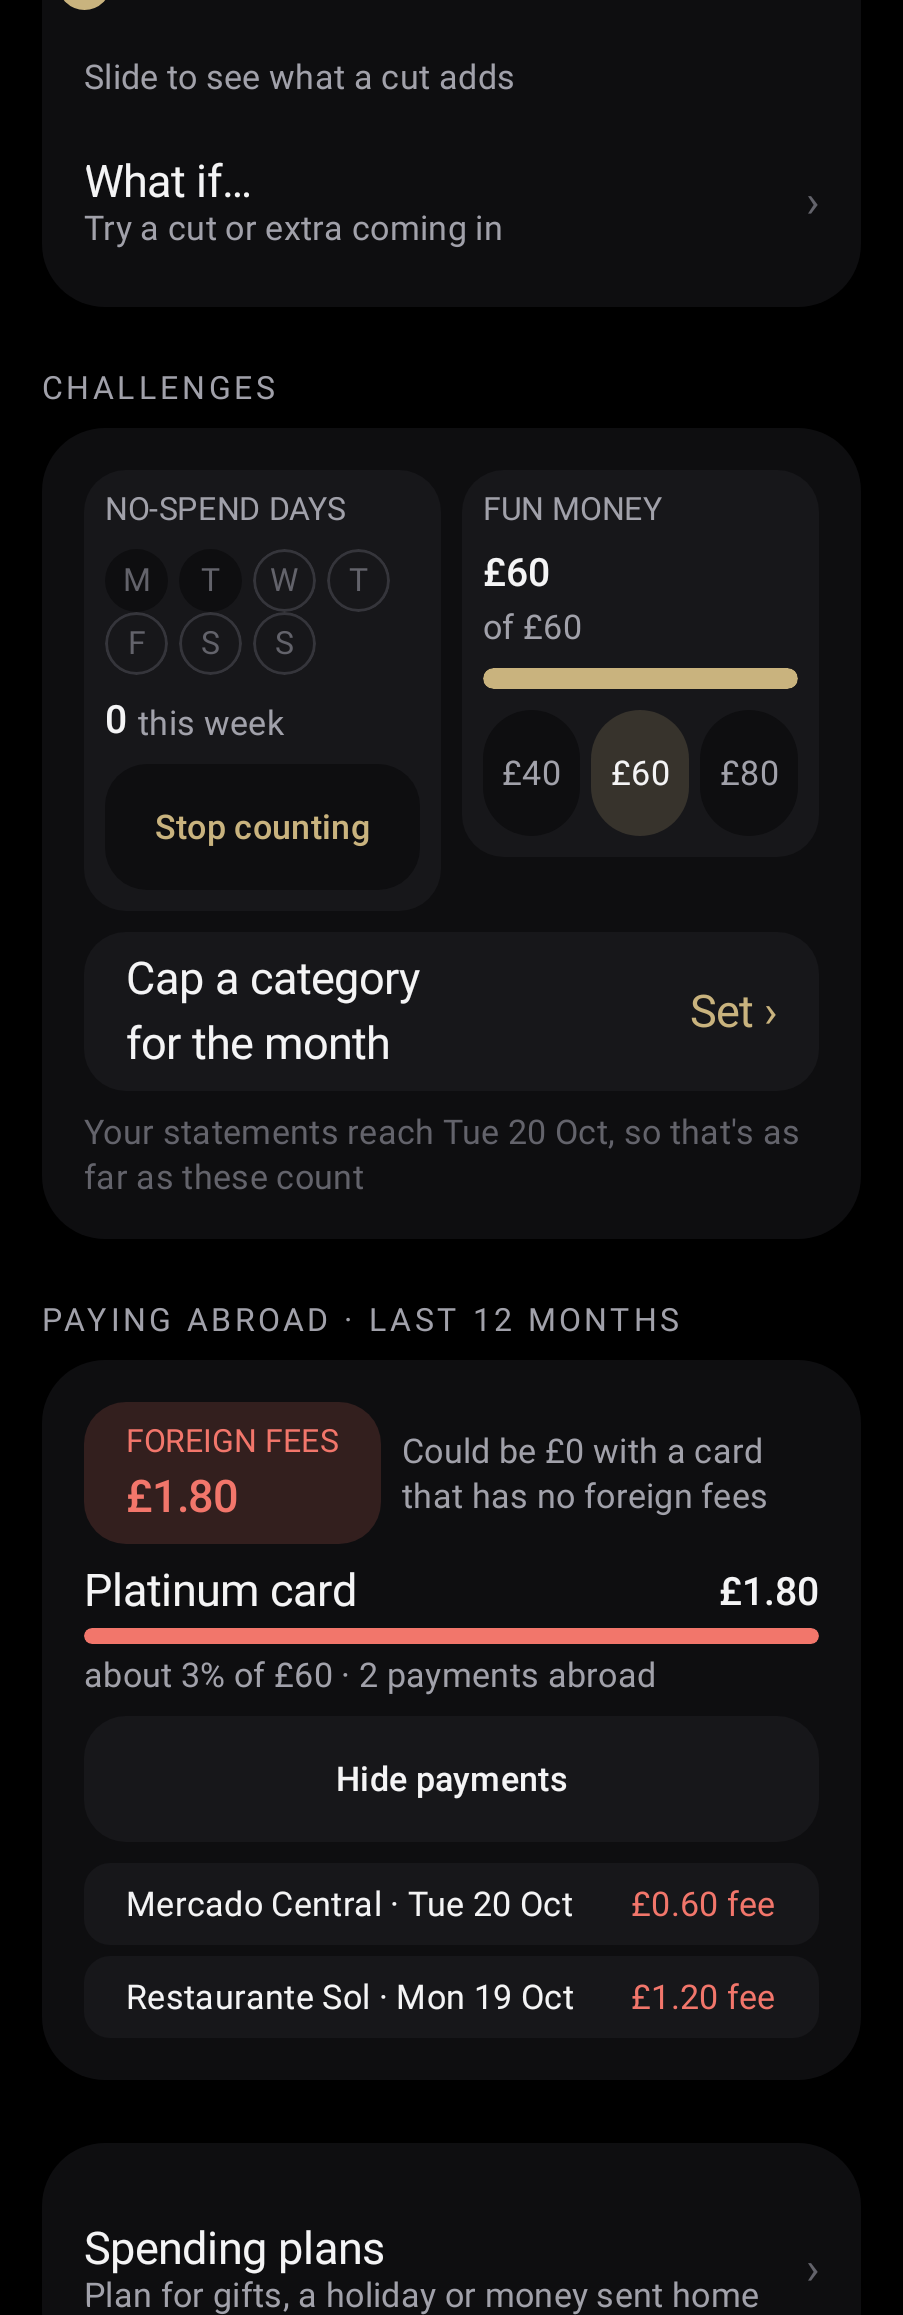 Slide to see what a cut adds
What if...
Try a cut or extra coming in
›
CHALLENGES
NO-SPEND DAYS
M T W T
F S S
0 this week
Stop counting
FUN MONEY
£60
of £60
£40 £60 £80
Cap a category
for the month
Set ›
Your statements reach Tue 20 Oct, so that's as
far as these count
PAYING ABROAD · LAST 12 MONTHS
FOREIGN FEES
£1.80
Could be £0 with a card
that has no foreign fees
Platinum card £1.80
about 3% of £60 · 2 payments abroad
Hide payments
Mercado Central · Tue 20 Oct £0.60 fee
Restaurante Sol · Mon 19 Oct £1.20 fee
Spending plans
Plan for gifts, a holiday or money sent home
›